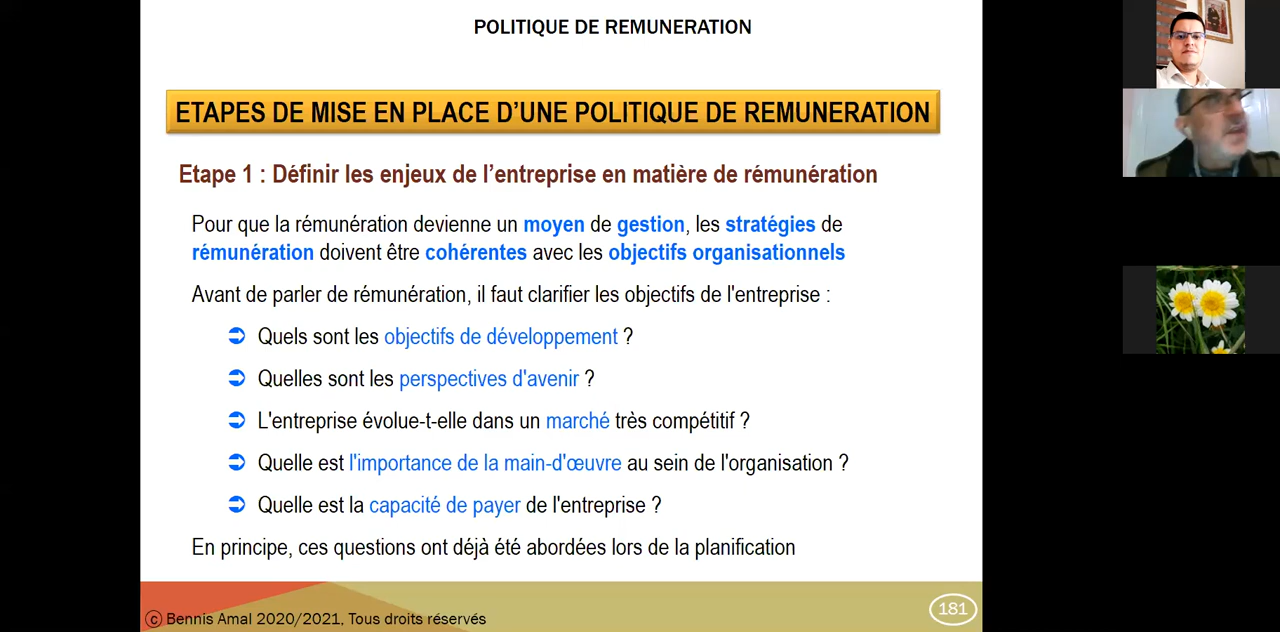 POLITIQUE DE REMUNERATION
ETAPES DE MISE EN PLACE D'UNE POLITIQUE DE REMUNERATION
Etape 1 : Définir les enjeux de l'entreprise en matière de rémunération
Pour que la rémunération devienne un moyen de gestion, les stratégies de
rémunération doivent être cohérentes avec les objectifs organisationnels
Avant de parler de rémunération, il faut clarifier les objectifs de l'entreprise :
Quels sont les objectifs de développement ?
Quelles sont les perspectives d'avenir ?
L'entreprise évolue-t-elle dans un marché très compétitif ?
Quelle est l'importance de la main-d'œuvre au sein de l'organisation ?
Quelle est la capacité de payer de l'entreprise ?
En principe, ces questions ont déjà été abordées lors de la planification
© Bennis Amal 2020/2021, Tous droits réservés
181